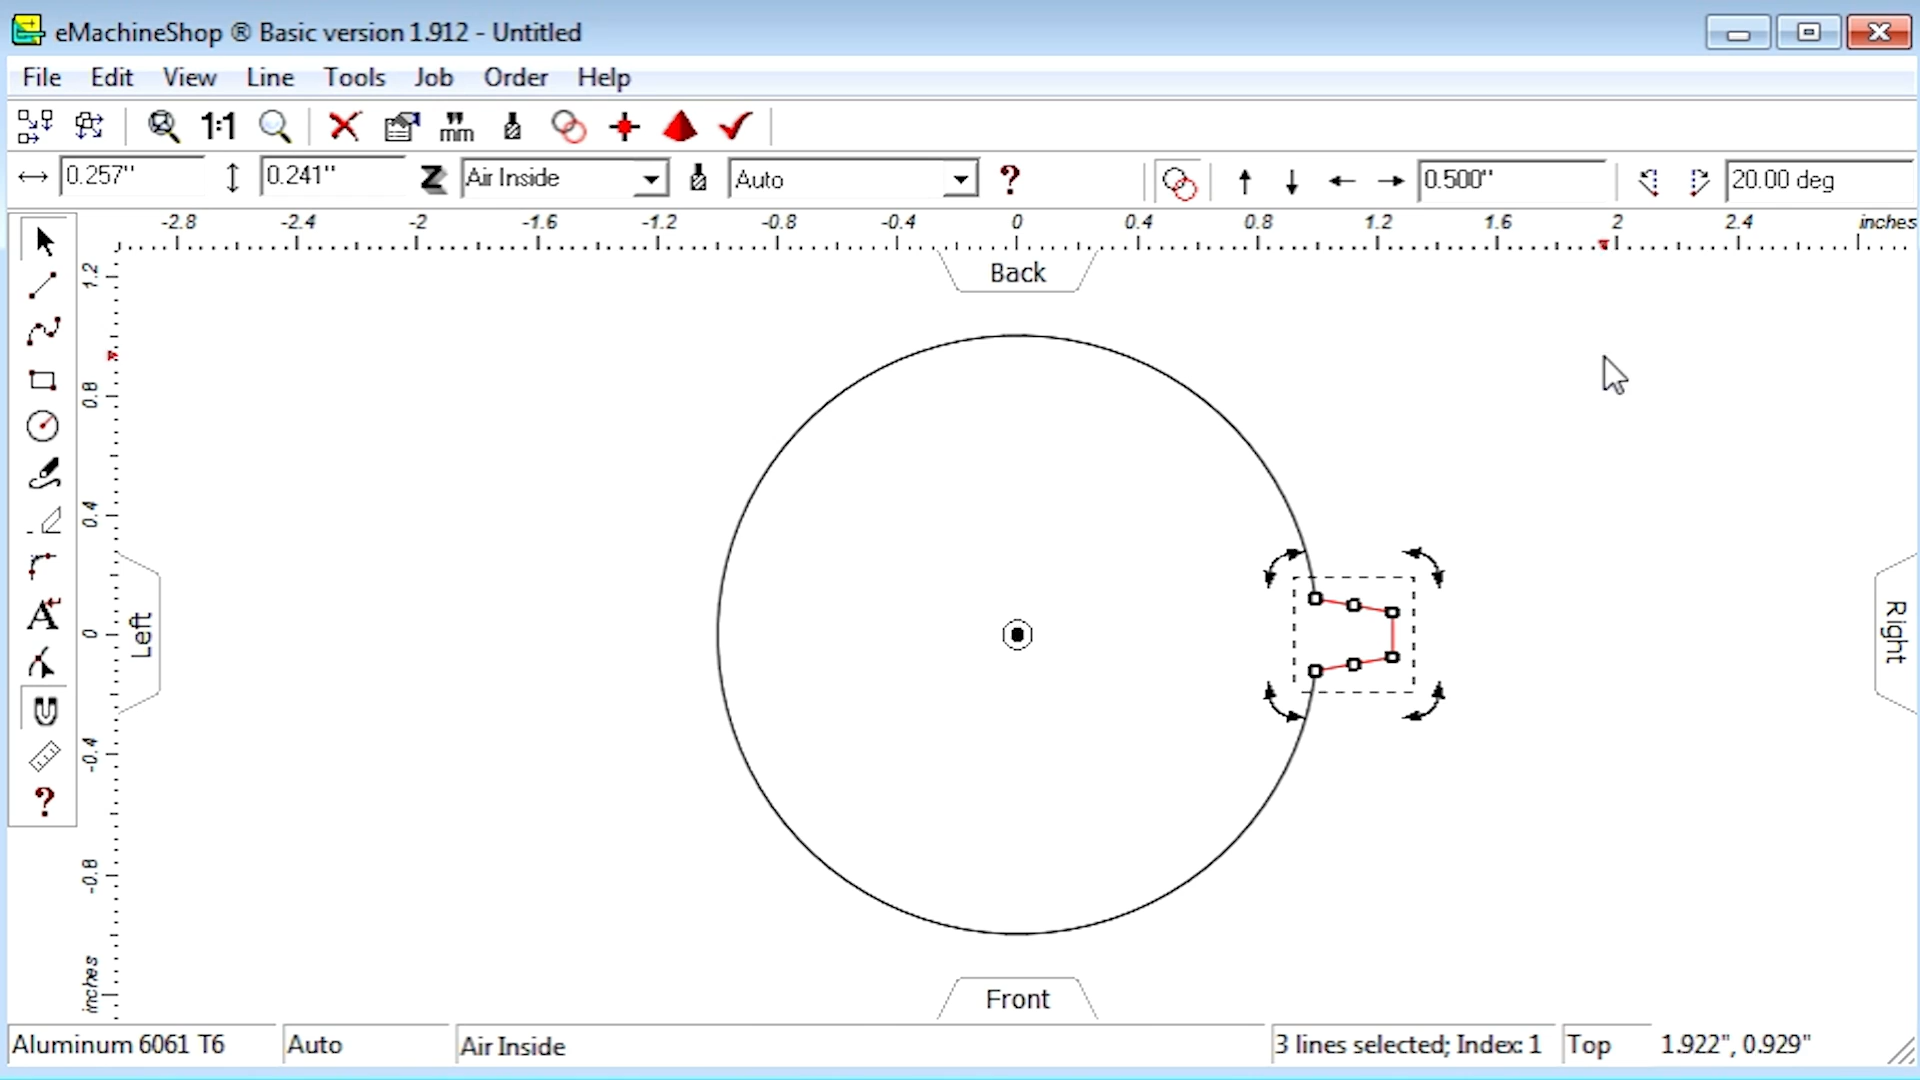 eMachineShop ® Basic version 1.912 - Untitled
File Edit View Line Tools Job Order Help
1:1 mm
0.257" 0.241" Air Inside Auto ? 0.500" 20.00 deg
-2.8 -2.4 -2 -1.6 -1.2 -0.8 -0.4 0 0.4 0.8 1.2 1.6 2 2.4 inches
Back
1.2
0.8
0.4
0
-0.4
-0.8
inches
A
?
Left
Right
Front
Aluminum 6061 T6 Auto Air Inside 3 lines selected; Index: 1 Top 1.922", 0.929"